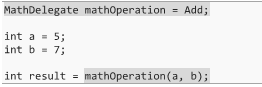 MathDelegate mathOperation = Add;
int a = 5;
int b = 7;
int result = mathOperation(a, b);